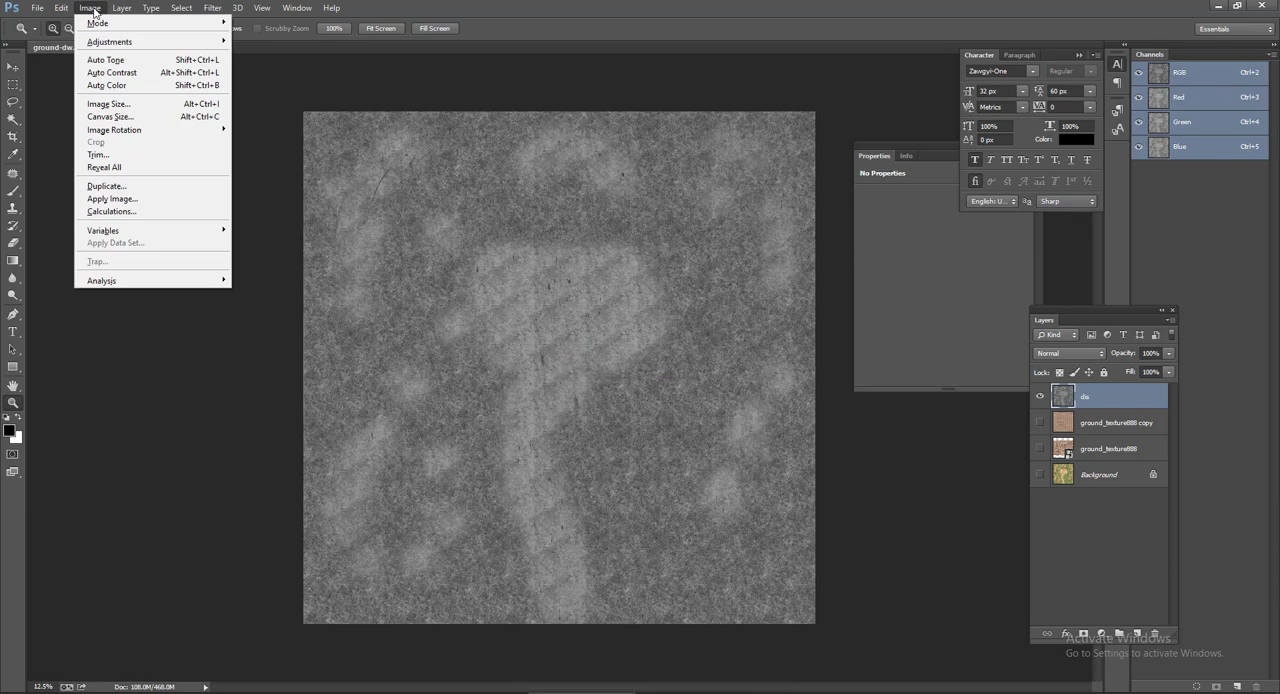 Ps File Edit Image Layer Type Select Filter 3D View Window Help
Scrubby Zoom 100% Fit Screen Fill Screen Essentials
ground-dw.
Mode
Adjustments
Auto Tone Shift+Ctrl+L
Auto Contrast Alt+Shift+Ctrl+L
Auto Color Shift+Ctrl+B
Image Size... Alt+Ctrl+I
Canvas Size... Alt+Ctrl+C
Image Rotation
Crop
Trim...
Reveal All
Duplicate...
Apply Image...
Calculations...
Variables
Apply Data Set...
Trap...
Analysis
Character Paragraph
Zawgyi-One Regular
32 px 60 px
Metrics 0
100% 100%
0 px Color:
English: U... Sharp
Properties Info
No Properties
Channels
RGB Ctrl+2
Red Ctrl+3
Green Ctrl+4
Blue Ctrl+5
Layers
Kind
Normal Opacity: 100%
Lock: Fill: 100%
dis
ground_texture888 copy
ground_texture888
Background
Activate Windows
Go to Settings to activate Windows.
12.5% Doc: 108.0M/468.0M